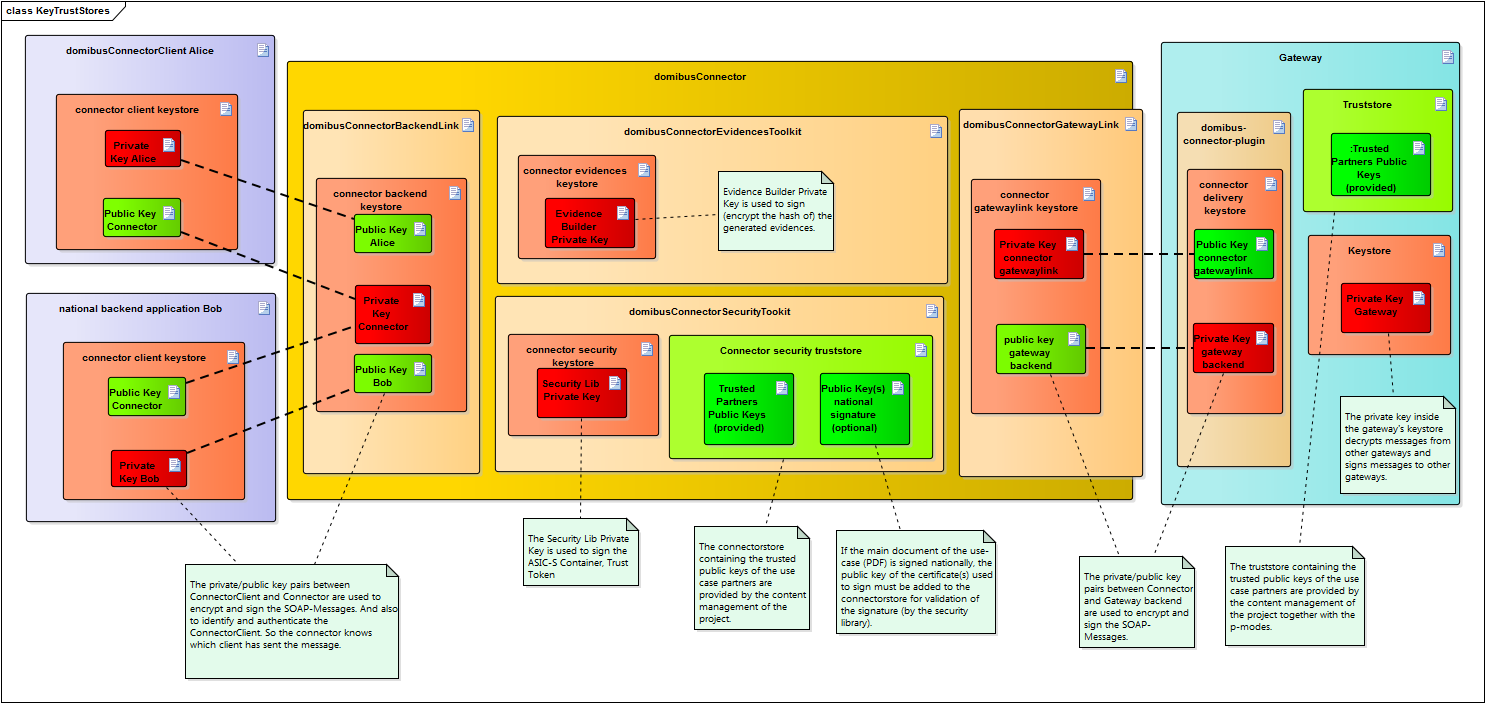 class KeyTrustStores
domibusConnectorClient Alice
connector client keystore
Private
Key Alice
Public Key
Connector
national backend application Bob
connector client keystore
Public Key
Connector
Private
Key Bob
domibusConnector
domibusConnectorBackendLink
connector backend
keystore
Public Key
Alice
Private
Key
Connector
Public Key
Bob
domibusConnectorEvidencesToolkit
connector evidences
keystore
Evidence
Builder
Private Key
Evidence Builder Private
Key is used to sign
(encrypt the hash of) the
generated evidences.
domibusConnectorSecurityTookit
connector security
keystore
Security Lib
Private Key
Connector security truststore
Trusted
Partners
Public Keys
(provided)
Public Key(s)
national
signature
(optional)
domibusConnectorGatewayLink
connector
gatewaylink keystore
Private Key
connector
gatewaylink
public key
gateway
backend
Gateway
domibus-
connector-plugin
connector
delivery
keystore
Public Key
connector
gatewaylink
Private Key
gateway
backend
Truststore
:Trusted
Partners Public
Keys
(provided)
Keystore
Private Key
Gateway
The private key inside
the gateway's keystore
decrypts messages from
other gateways and
signs messages to other
gateways.
The private/public key pairs between
ConnectorClient and Connector are used to
encrypt and sign the SOAP-Messages. And also
to identify and authenticate the
ConnectorClient. So the connector knows
which client has sent the message.
The Security Lib Private
Key is used to sign the
ASIC-S Container, Trust
Token
The connectorstore
containing the trusted
public keys of the use
case partners are
provided by the content
management of the
project.
If the main document of the use-
case (PDF) is signed nationally, the
public key of the certificate(s) used
to sign must be added to the
connectorstore for validation of
the signature (by the security
library).
The private/public key
pairs between Connector
and Gateway backend
are used to encrypt and
sign the SOAP-
Messages.
The truststore containing the
trusted public keys of the use
case partners are provided by
the content management of
the project together with the
p-modes.